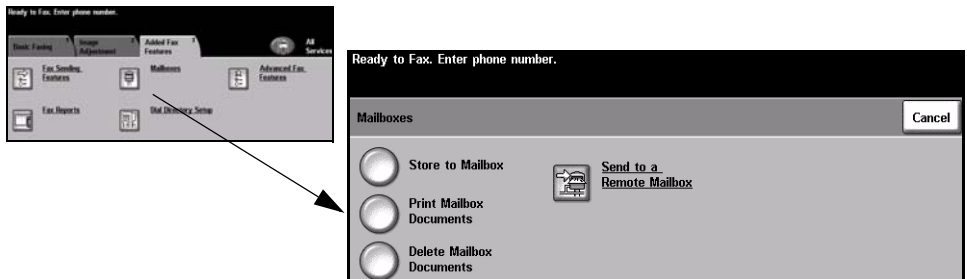 Ready to Fax. Enter phone number.
Basic Faxing
Image Adjustment
Added Fax Features
All Services
Fax Sending Features
Mailboxes
Advanced Fax Features
Fax Reports
Dial Directory Setup
Ready to Fax. Enter phone number.
Mailboxes
Cancel
Store to Mailbox
Send to a
Remote Mailbox
Print Mailbox
Documents
Delete Mailbox
Documents